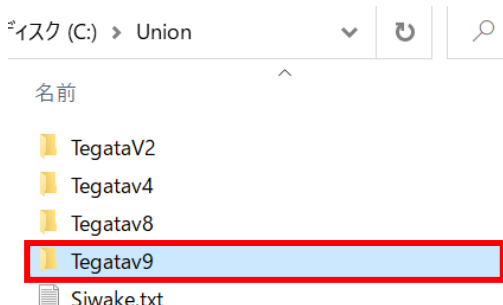 ディスク (C:) > Union
名前
TegataV2
Tegatav4
Tegatav8
Tegatav9
Siwake.txt